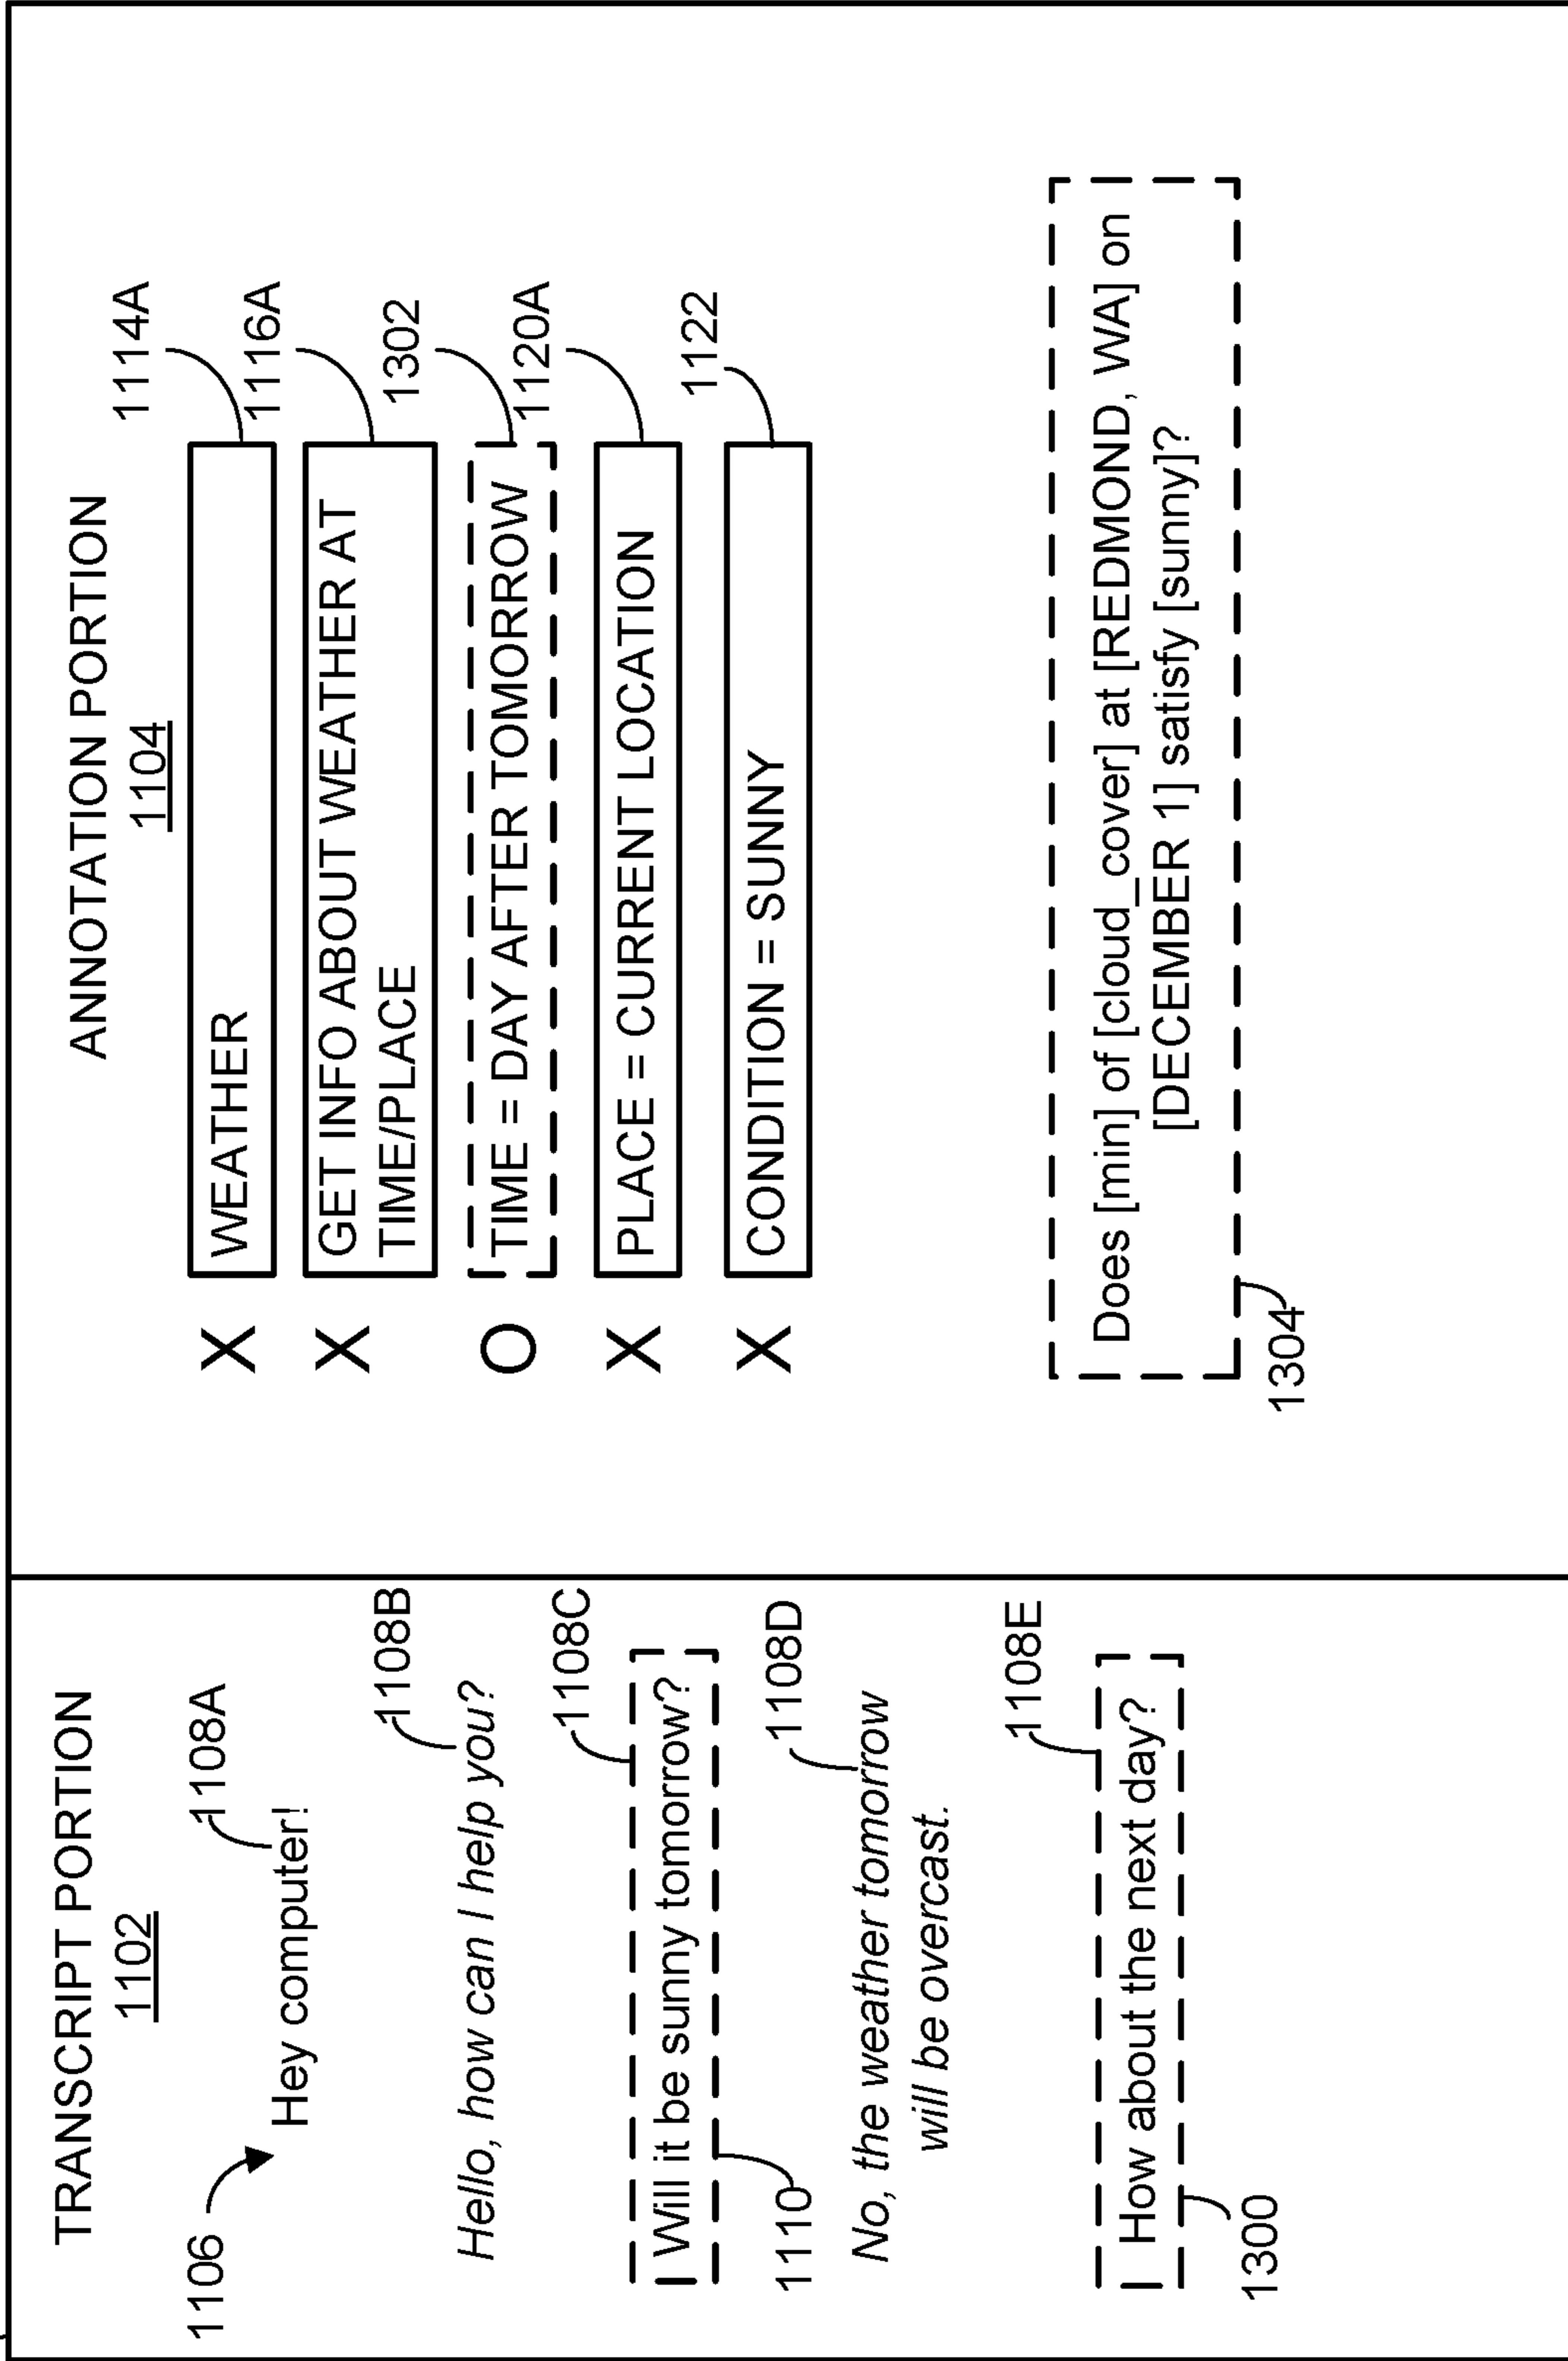 TRANSCRIPT PORTION
1102
1106
1108A
Hey computer!
1108B
Hello, how can I help you?
1108C
Will it be sunny tomorrow?
1110
1108D
No, the weather tomorrow
will be overcast.
1108E
How about the next day?
1300
ANNOTATION PORTION
1104
1114A
X WEATHER
1116A
X GET INFO ABOUT WEATHER AT
TIME/PLACE
1302
O TIME = DAY AFTER TOMORROW
1120A
X PLACE = CURRENT LOCATION
1122
X CONDITION = SUNNY
Does [min] of [cloud_cover] at [REDMOND, WA] on
[DECEMBER 1] satisfy [sunny]?
1304